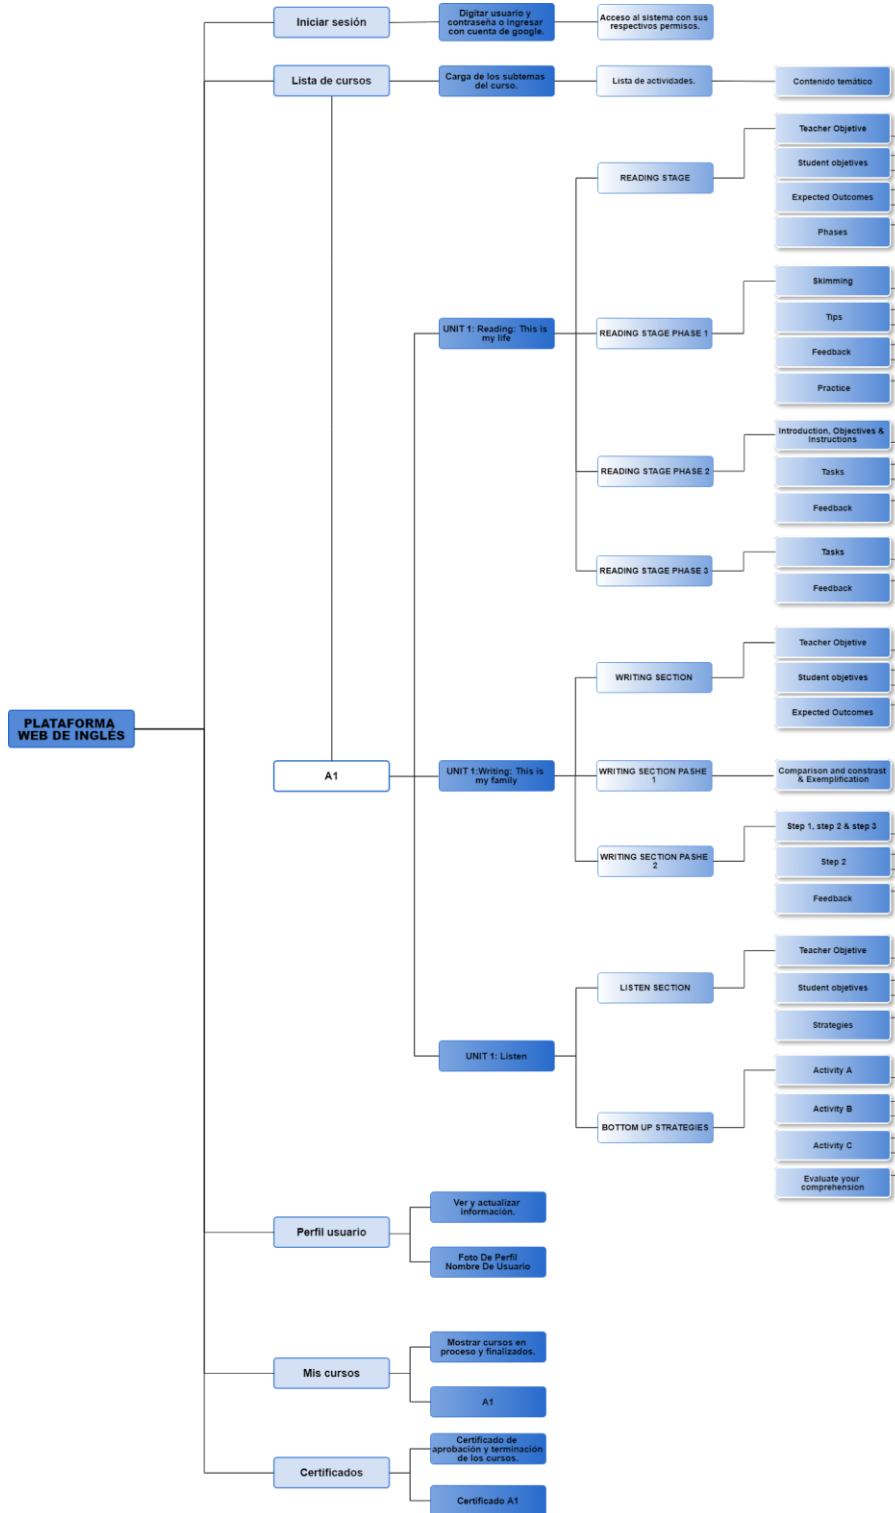 Iniciar sesión
Digitar usuario y
contraseña o ingresar
con cuenta de google.
Acceso al sistema con sus
respectivos permisos.
Lista de cursos
Carga de los subtemas
del curso.
Lista de actividades.
Contenido temático
READING STAGE
Teacher Objetive
Student objetives
Expected Outcomes
Phases
UNIT 1: Reading: This is
my life
READING STAGE PHASE 1
Skimming
Tips
Feedback
Practice
READING STAGE PHASE 2
Introduction, Objectives &
Instructions
Tasks
Feedback
READING STAGE PHASE 3
Tasks
Feedback
PLATAFORMA
WEB DE INGLÉS
A1
UNIT 1:Writing: This is
my family
WRITING SECTION
Teacher Objetive
Student objetives
Expected Outcomes
WRITING SECTION PASHE
1
Comparison and constrast
& Exemplification
WRITING SECTION PASHE
2
Step 1, step 2 & step 3
Step 2
Feedback
UNIT 1: Listen
LISTEN SECTION
Teacher Objetive
Student objetives
Strategies
BOTTOM UP STRATEGIES
Activity A
Activity B
Activity C
Evaluate your
comprehension
Perfil usuario
Ver y actualizar
información.
Foto De Perfil
Nombre De Usuario
Mis cursos
Mostrar cursos en
proceso y finalizados.
A1
Certificados
Certificado de
aprobación y terminación
de los cursos.
Certificado A1